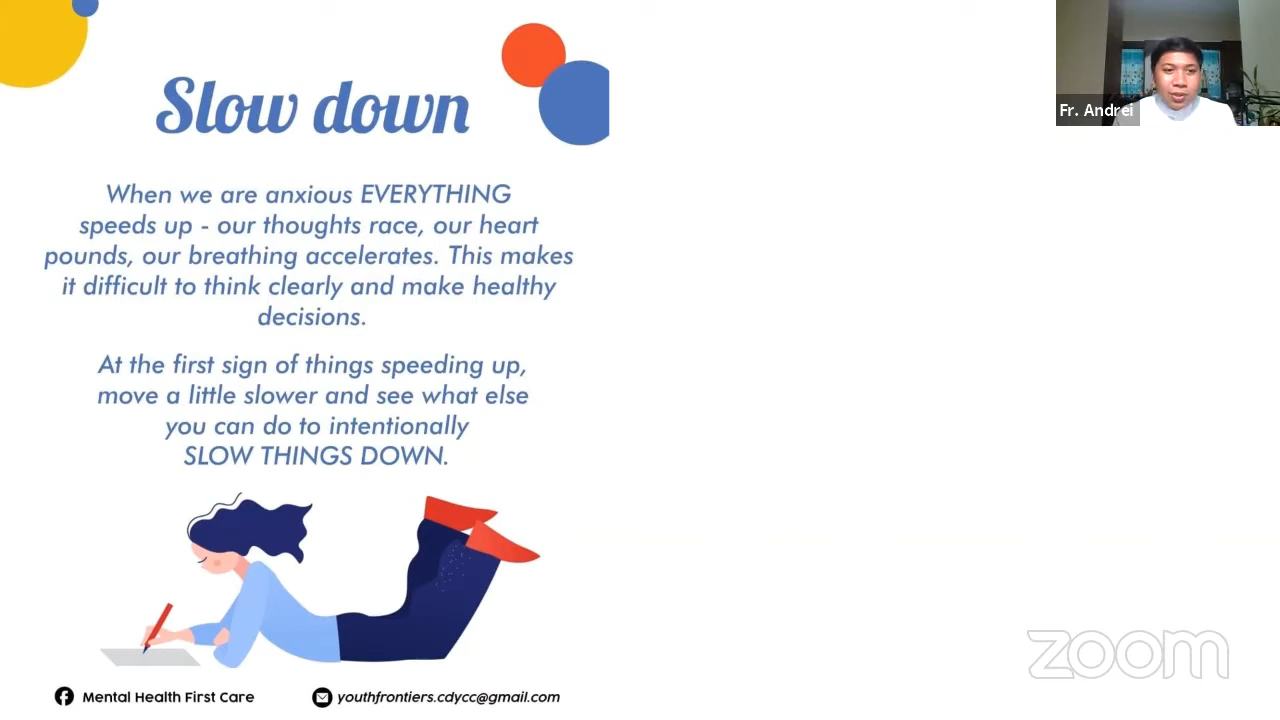 Slow down
When we are anxious EVERYTHING
speeds up - our thoughts race, our heart
pounds, our breathing accelerates. This makes
it difficult to think clearly and make healthy
decisions.
At the first sign of things speeding up,
move a little slower and see what else
you can do to intentionally
SLOW THINGS DOWN.
Mental Health First Care
youthfrontiers.cdycc@gmail.com
Fr. Andrei
zoom